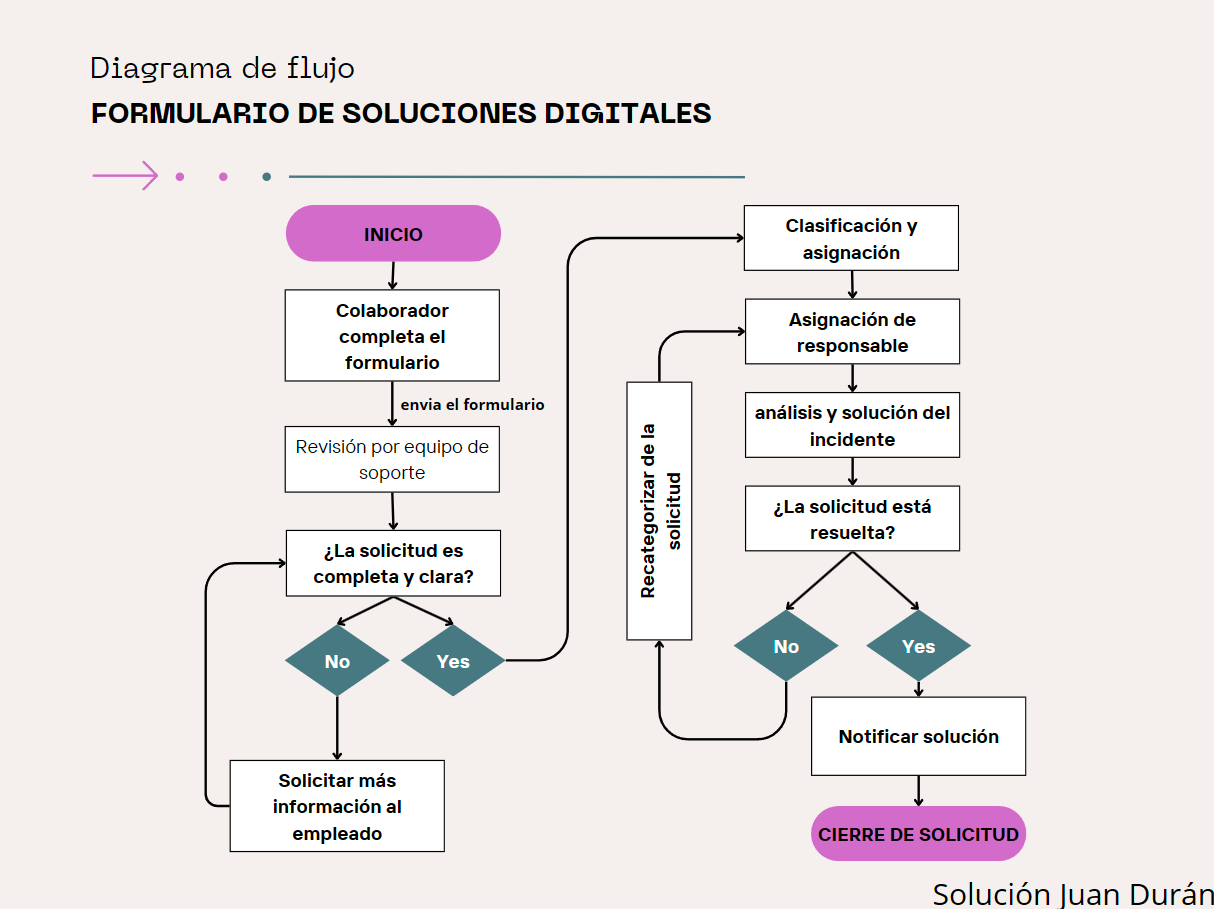 Diagrama de flujo
FORMULARIO DE SOLUCIONES DIGITALES
INICIO
Colaborador
completa el
formulario
envia el formulario
Revisión por equipo de
soporte
¿La solicitud es
completa y clara?
No
Yes
Solicitar más
información al
empleado
Clasificación y
asignación
Asignación de
responsable
análisis y solución del
incidente
¿La solicitud está
resuelta?
No
Yes
Recategorizar de la
solicitud
Notificar solución
CIERRE DE SOLICITUD
Solución Juan Durán